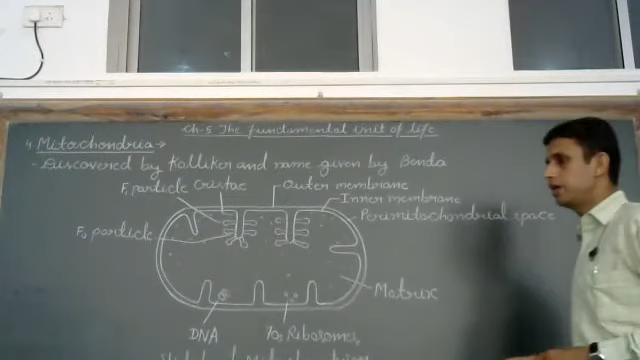 Ch-5 The fundamental unit of life
4. Mitochondria→
- Discovered by Kolliker and name given by Benda
F₁ particle Cristae Outer membrane
Inner membrane
Perimitochondrial space
F₀ particle
Matrix
DNA 70s Ribosomes